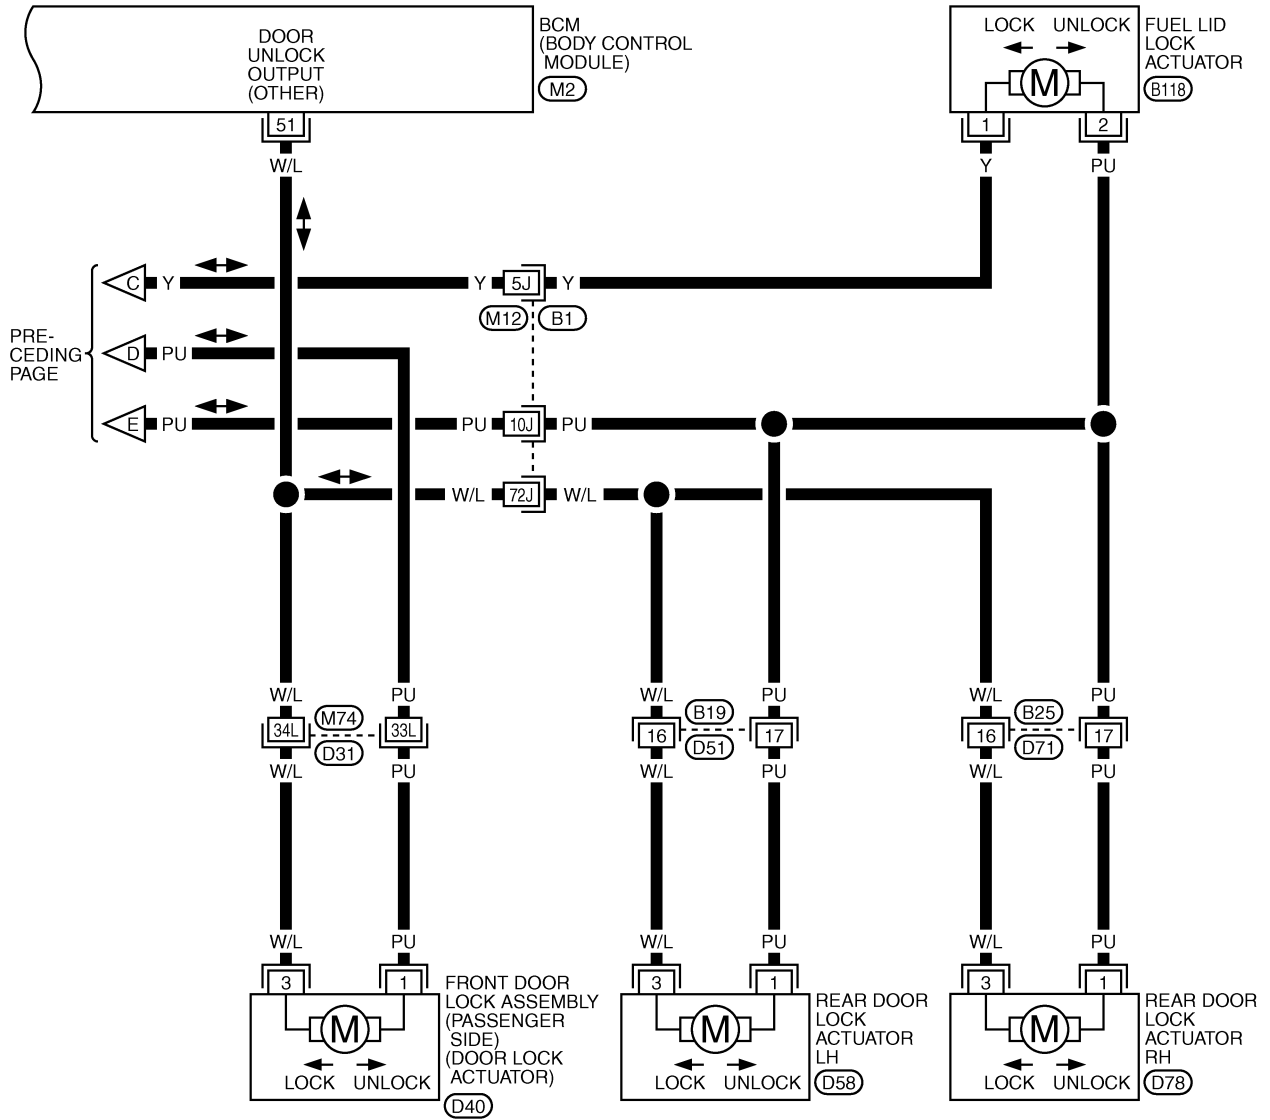 DOOR
UNLOCK
OUTPUT
(OTHER)
BCM
(BODY CONTROL
MODULE)
M2
51
W/L
LOCK UNLOCK
M
1 2
FUEL LID
LOCK
ACTUATOR
B118
Y PU
PRE-
CEDING
PAGE
C Y Y 5J Y
M12 B1
D PU
E PU PU 10J PU
W/L 72J W/L
W/L PU W/L PU W/L PU
34L M74 33L
D31
16 B19 17
D51
16 B25 17
D71
W/L PU W/L PU W/L PU
W/L PU W/L PU W/L PU
3 1
M
LOCK UNLOCK
FRONT DOOR
LOCK ASSEMBLY
(PASSENGER
SIDE)
(DOOR LOCK
ACTUATOR)
D40
3 1
M
LOCK UNLOCK
REAR DOOR
LOCK
ACTUATOR
LH
D58
3 1
M
LOCK UNLOCK
REAR DOOR
LOCK
ACTUATOR
RH
D78